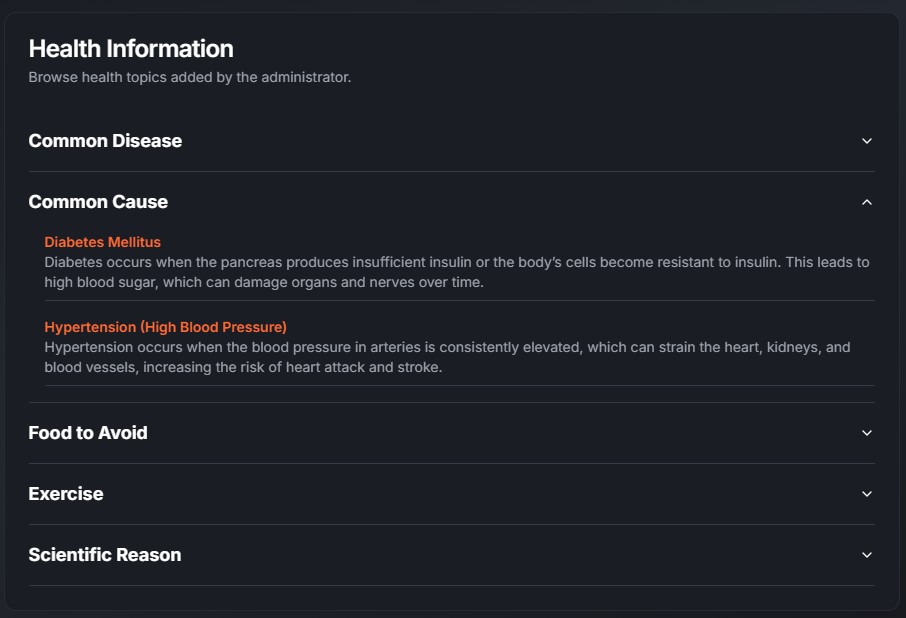 Health Information
Browse health topics added by the administrator.
Common Disease
Common Cause
Diabetes Mellitus
Diabetes occurs when the pancreas produces insufficient insulin or the body’s cells become resistant to insulin. This leads to
high blood sugar, which can damage organs and nerves over time.
Hypertension (High Blood Pressure)
Hypertension occurs when the blood pressure in arteries is consistently elevated, which can strain the heart, kidneys, and
blood vessels, increasing the risk of heart attack and stroke.
Food to Avoid
Exercise
Scientific Reason